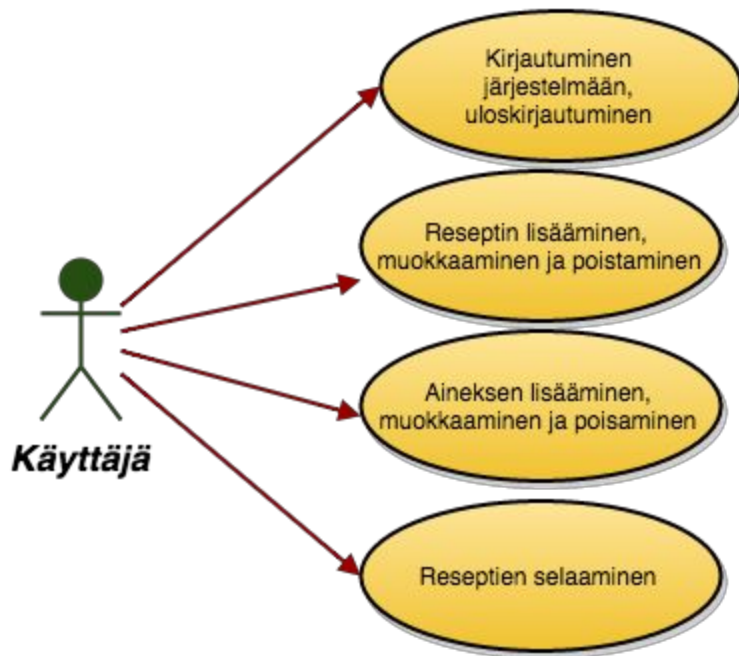 Kirjautuminen
järjestelmään,
uloskirjautuminen
Reseptin lisääminen,
muokkaaminen ja poistaminen
Aineksen lisääminen,
muokkaaminen ja poisaminen
Käyttäjä
Reseptien selaaminen